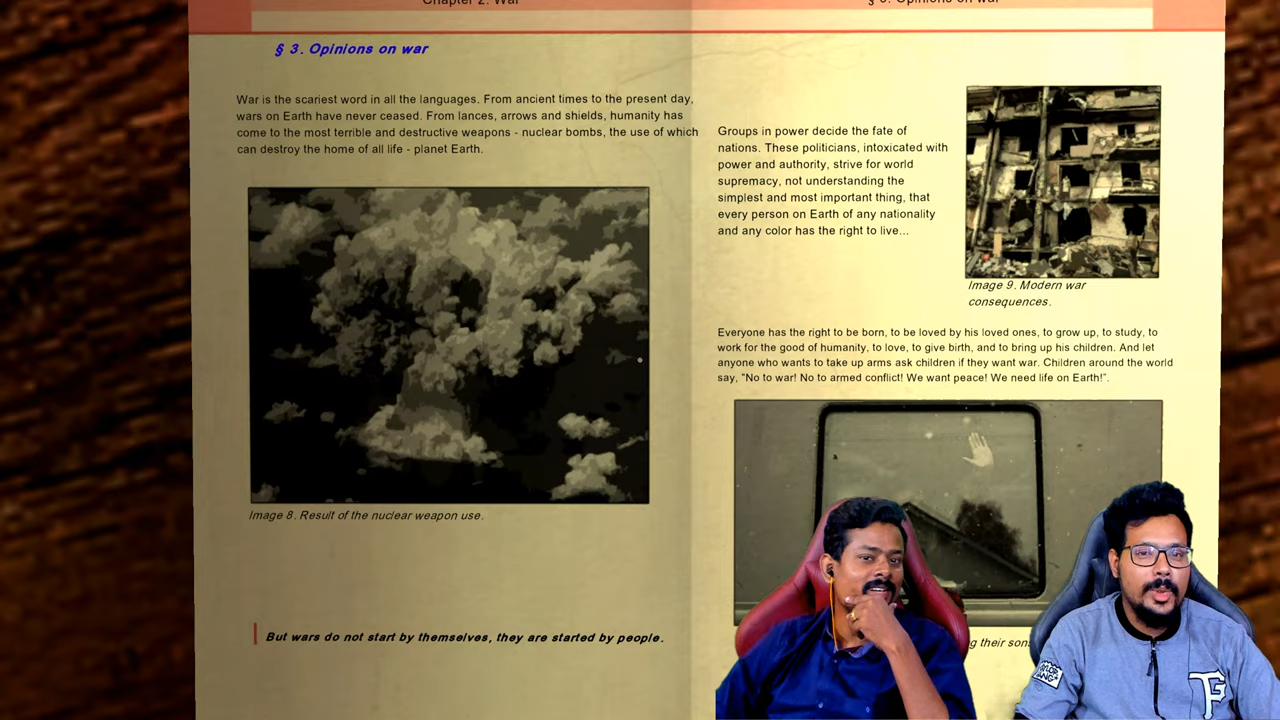 Chapter 2. War
§ 3. Opinions on war
§ 3. Opinions on war
War is the scariest word in all the languages. From ancient times to the present day,
wars on Earth have never ceased. From lances, arrows and shields, humanity has
come to the most terrible and destructive weapons - nuclear bombs, the use of which
can destroy the home of all life - planet Earth.
Image 8. Result of the nuclear weapon use.
But wars do not start by themselves, they are started by people.
Groups in power decide the fate of
nations. These politicians, intoxicated with
power and authority, strive for world
supremacy, not understanding the
simplest and most important thing, that
every person on Earth of any nationality
and any color has the right to live...
Image 9. Modern war
consequences.
Everyone has the right to be born, to be loved by his loved ones, to grow up, to study, to
work for the good of humanity, to love, to give birth, and to bring up his children. And let
anyone who wants to take up arms ask children if they want war. Children around the world
say, "No to war! No to armed conflict! We want peace! We need life on Earth!".
their sons